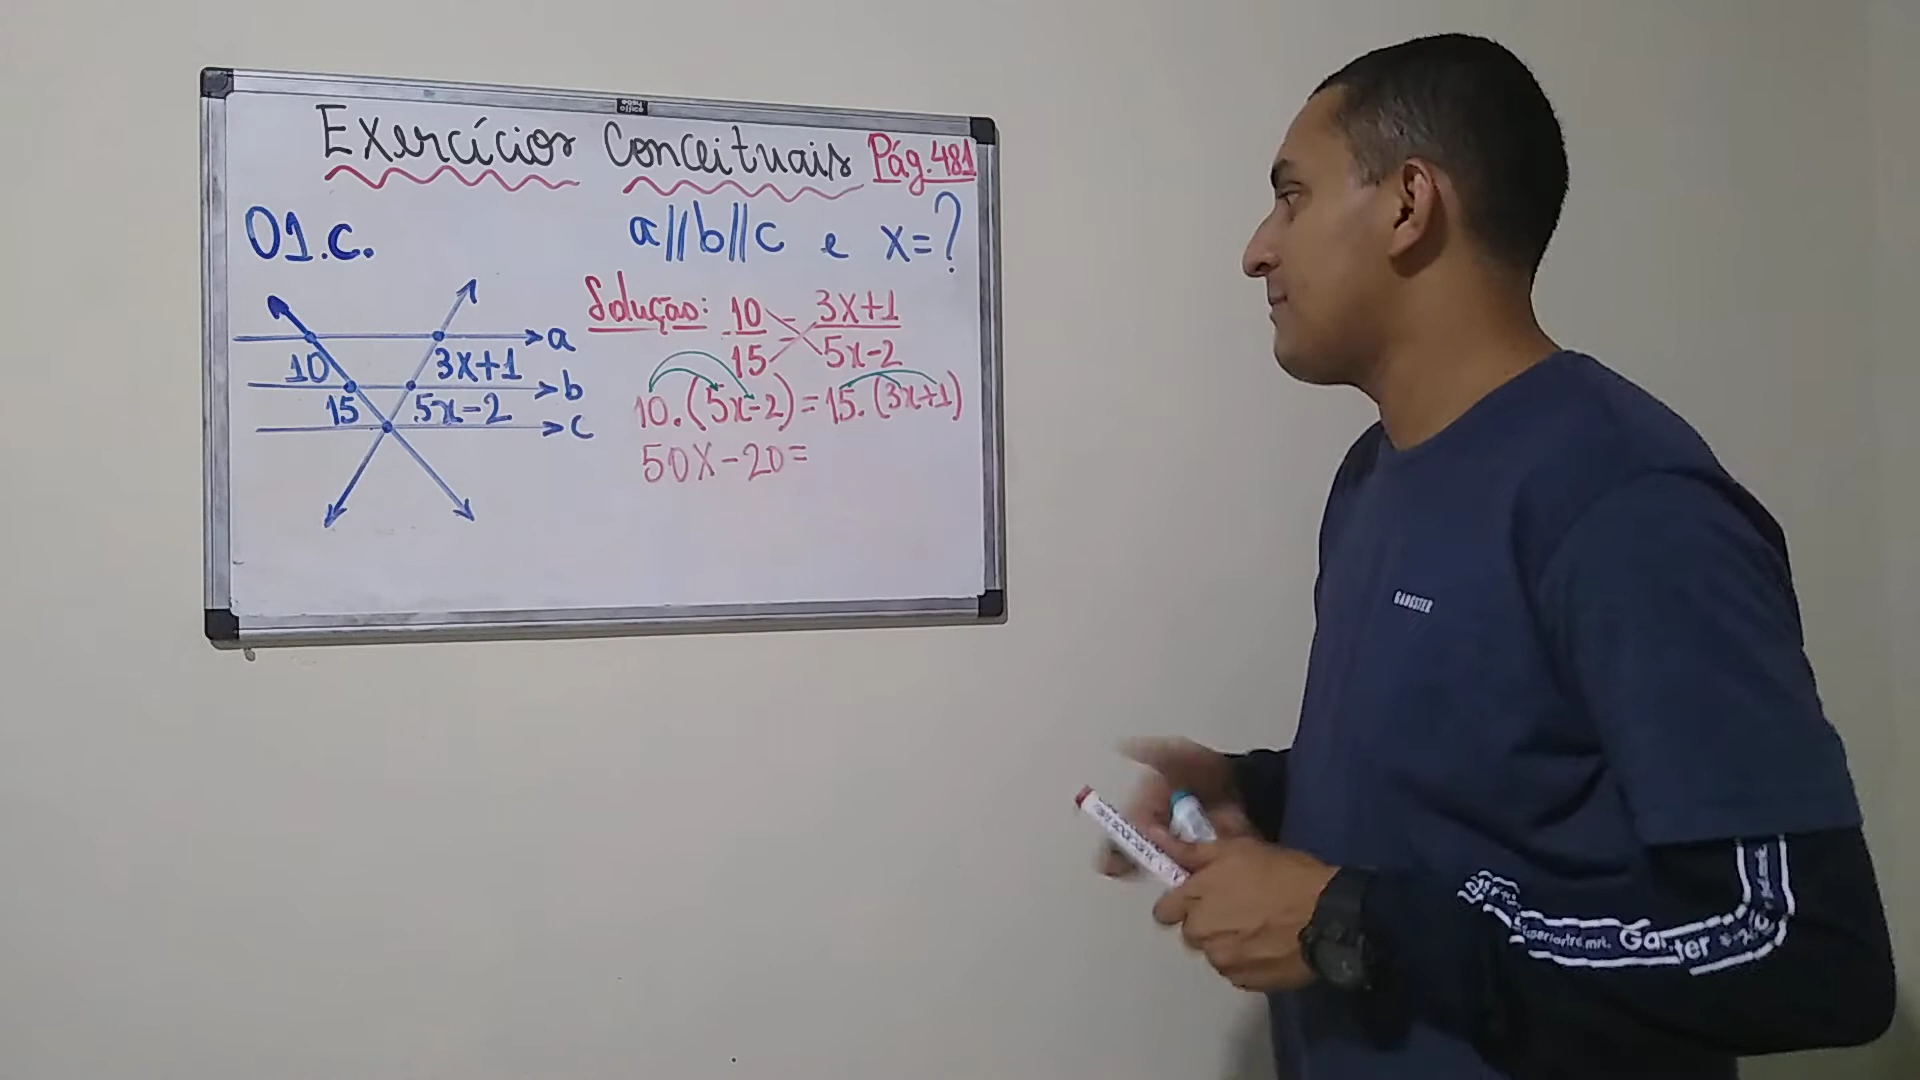 Exercícios Conceituais Pág.481
01.c. a//b//c e x=?
Solução: 10 = 3x+1
15 5x-2
a
10 3x+1
b
15 5x-2
c
10.(5x-2)=15.(3x+1)
50x-20=
GANGSTER